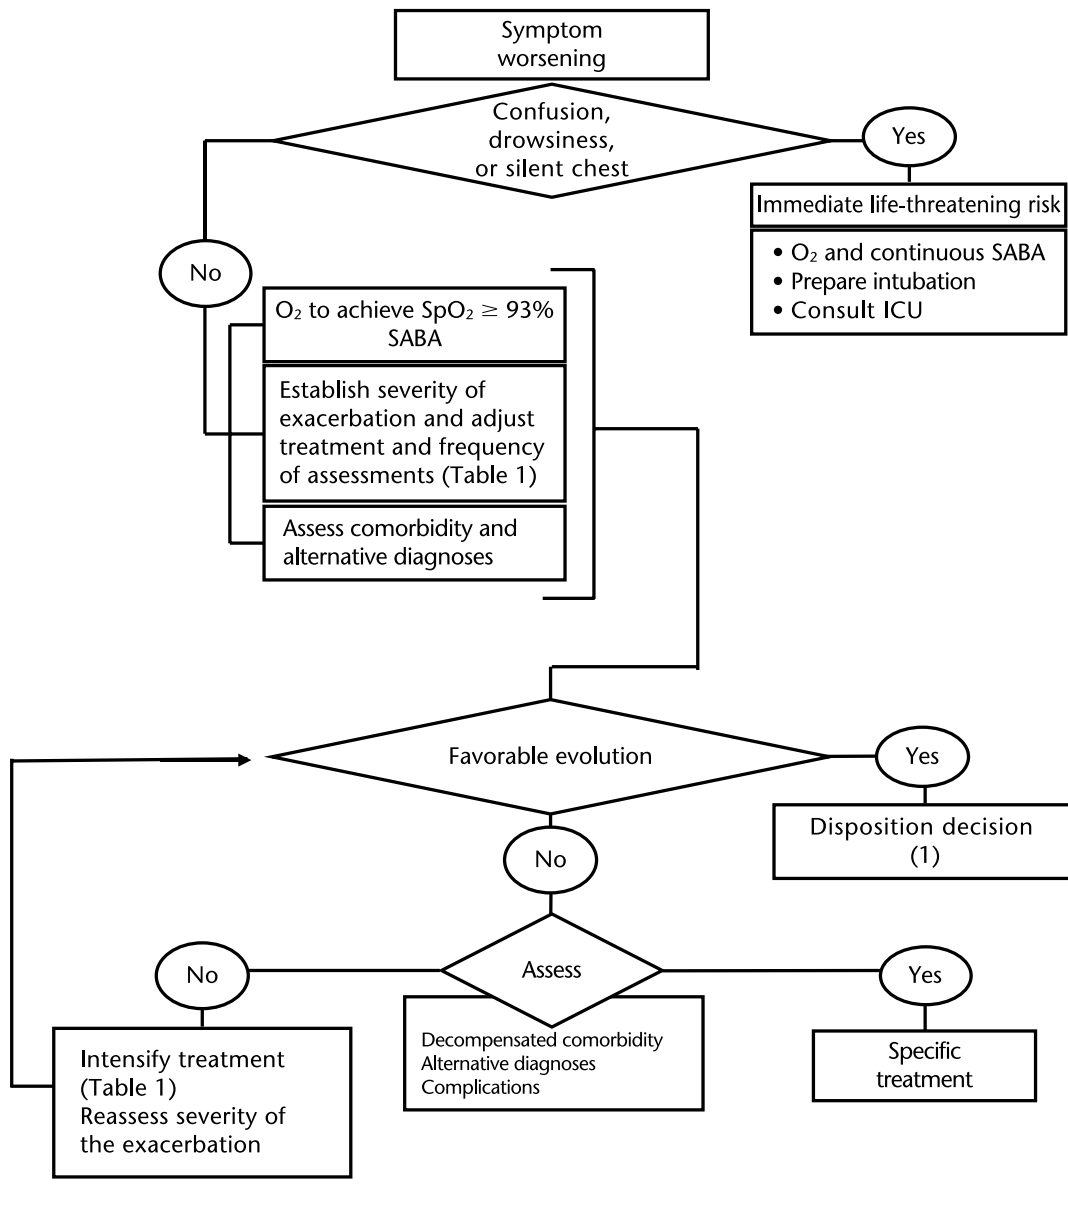 Symptom
worsening
Confusion,
drowsiness,
or silent chest
Yes
Immediate life-threatening risk
• O₂ and continuous SABA
• Prepare intubation
• Consult ICU
No
O₂ to achieve SpO₂ ≥ 93%
SABA
Establish severity of
exacerbation and adjust
treatment and frequency
of assessments (Table 1)
Assess comorbidity and
alternative diagnoses
Favorable evolution
Yes
Disposition decision
(1)
No
Assess
No
Yes
Decompensated comorbidity
Alternative diagnoses
Complications
Intensify treatment
(Table 1)
Reassess severity of
the exacerbation
Specific
treatment